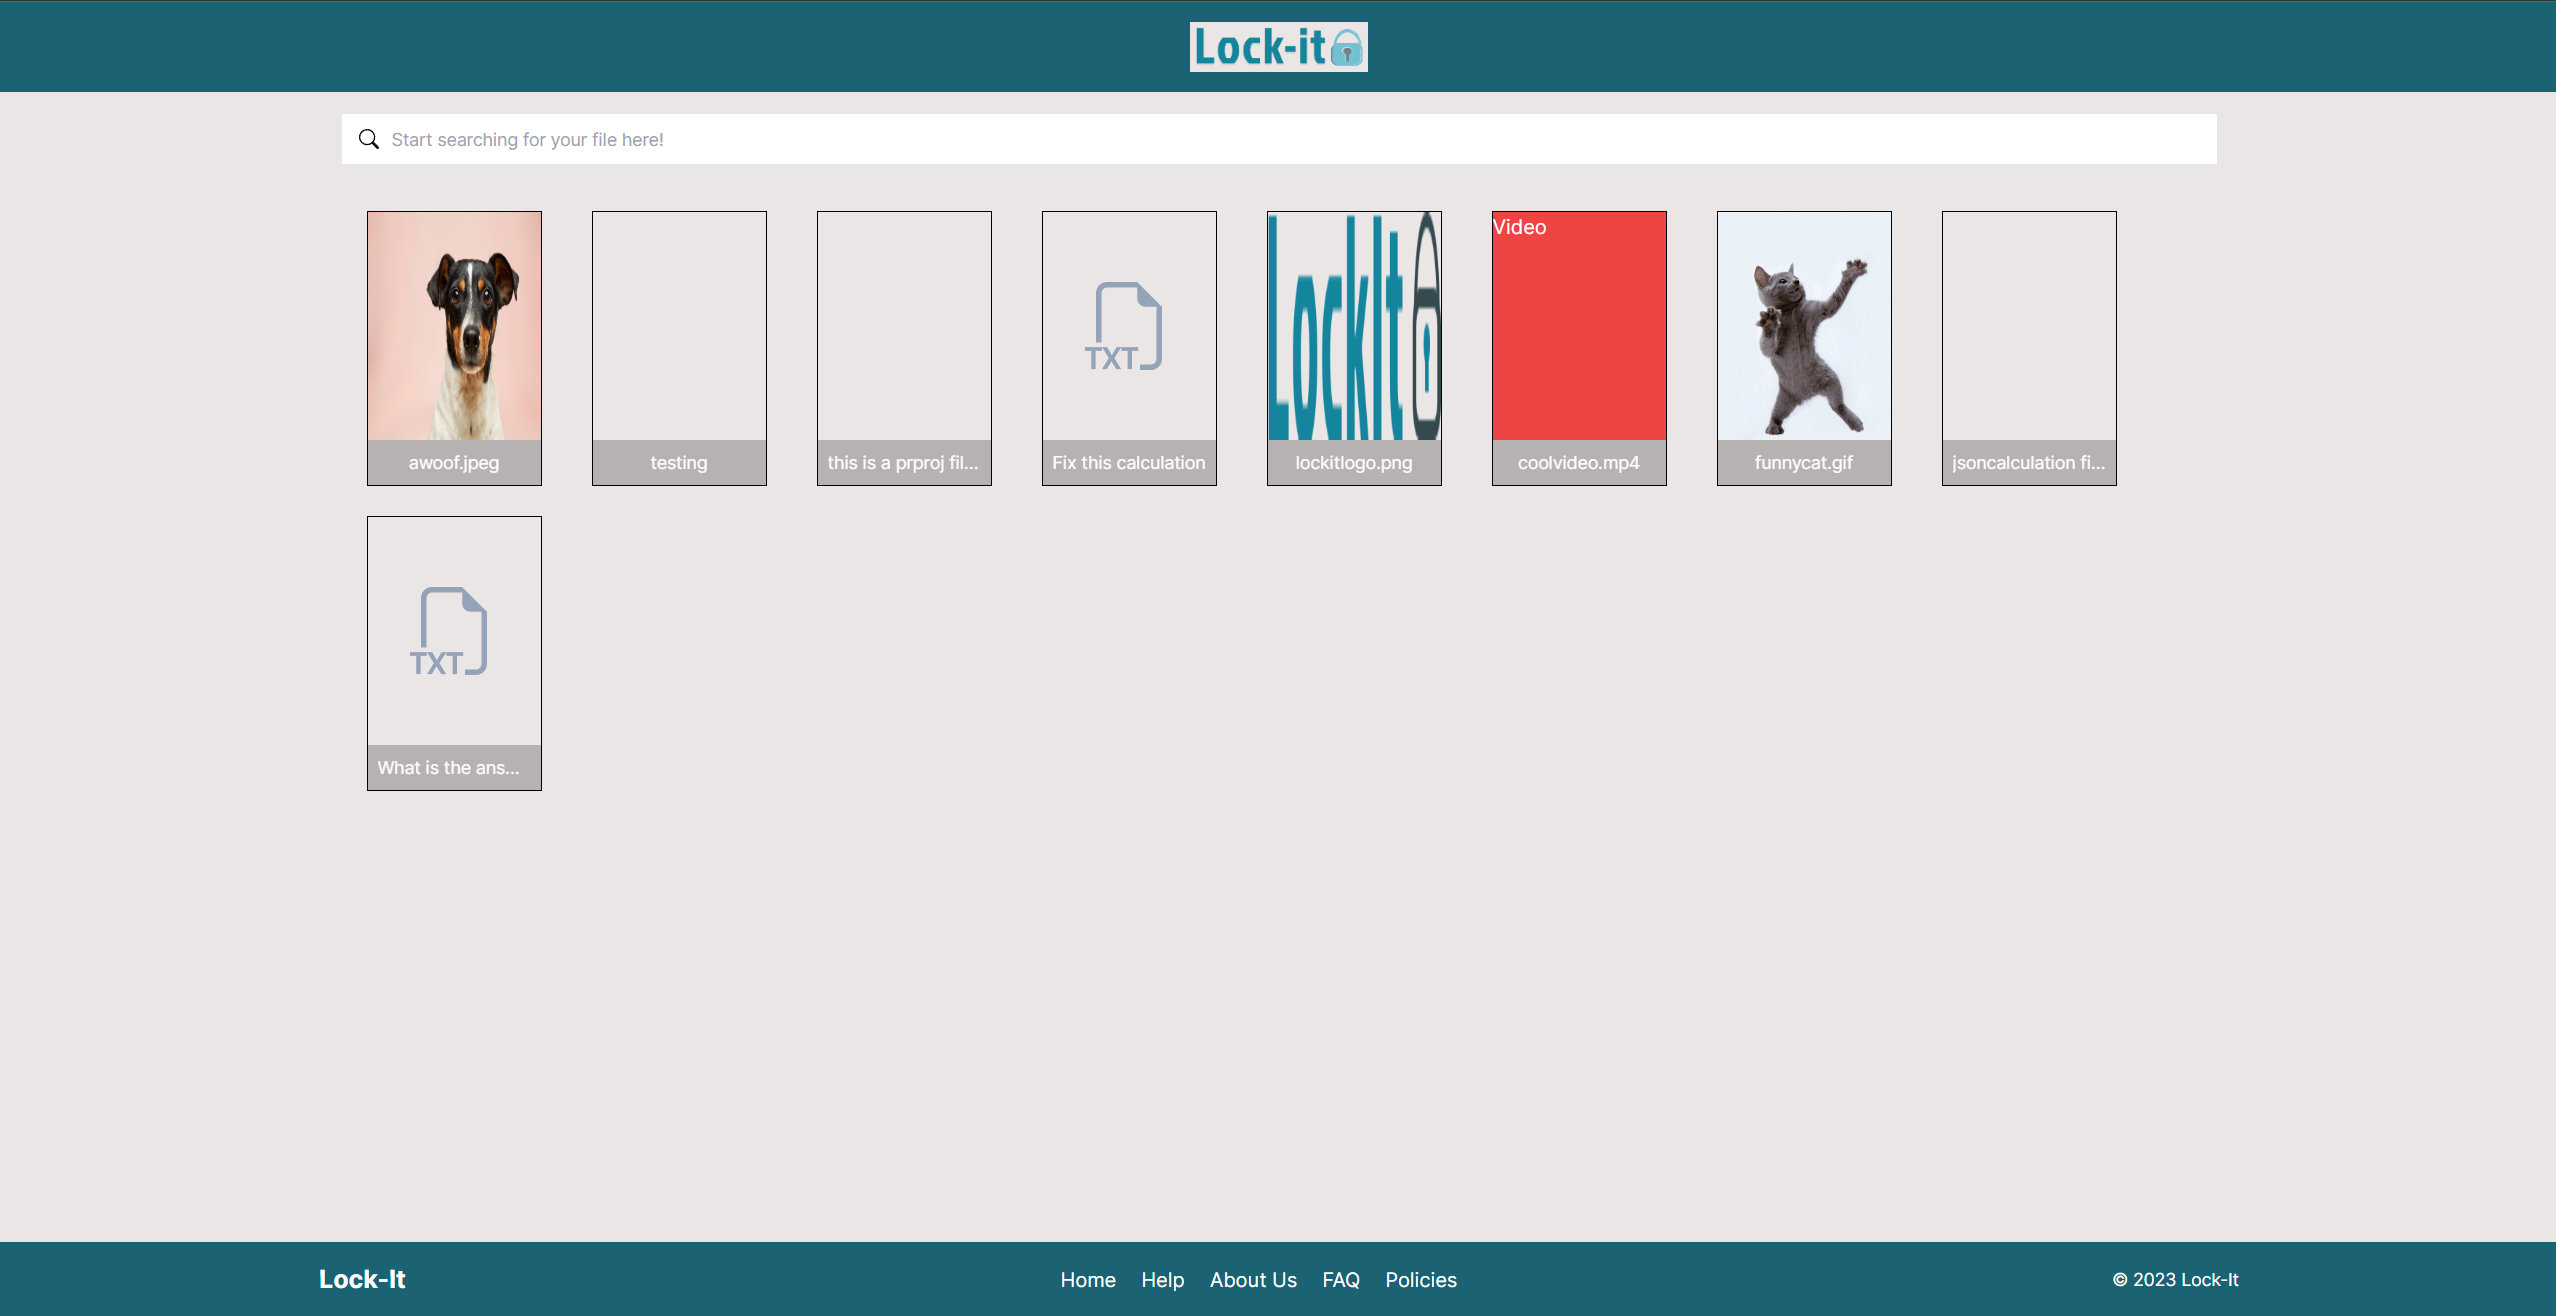 Lock-it
Start searching for your file here!
LockIt
Video
TXT
awoof.jpeg
testing
this is a prproj fil...
Fix this calculation
lockitlogo.png
coolvideo.mp4
funnycat.gif
jsoncalculation fi...
TXT
What is the ans...
Lock-It
Home
Help
About Us
FAQ
Policies
© 2023 Lock-It